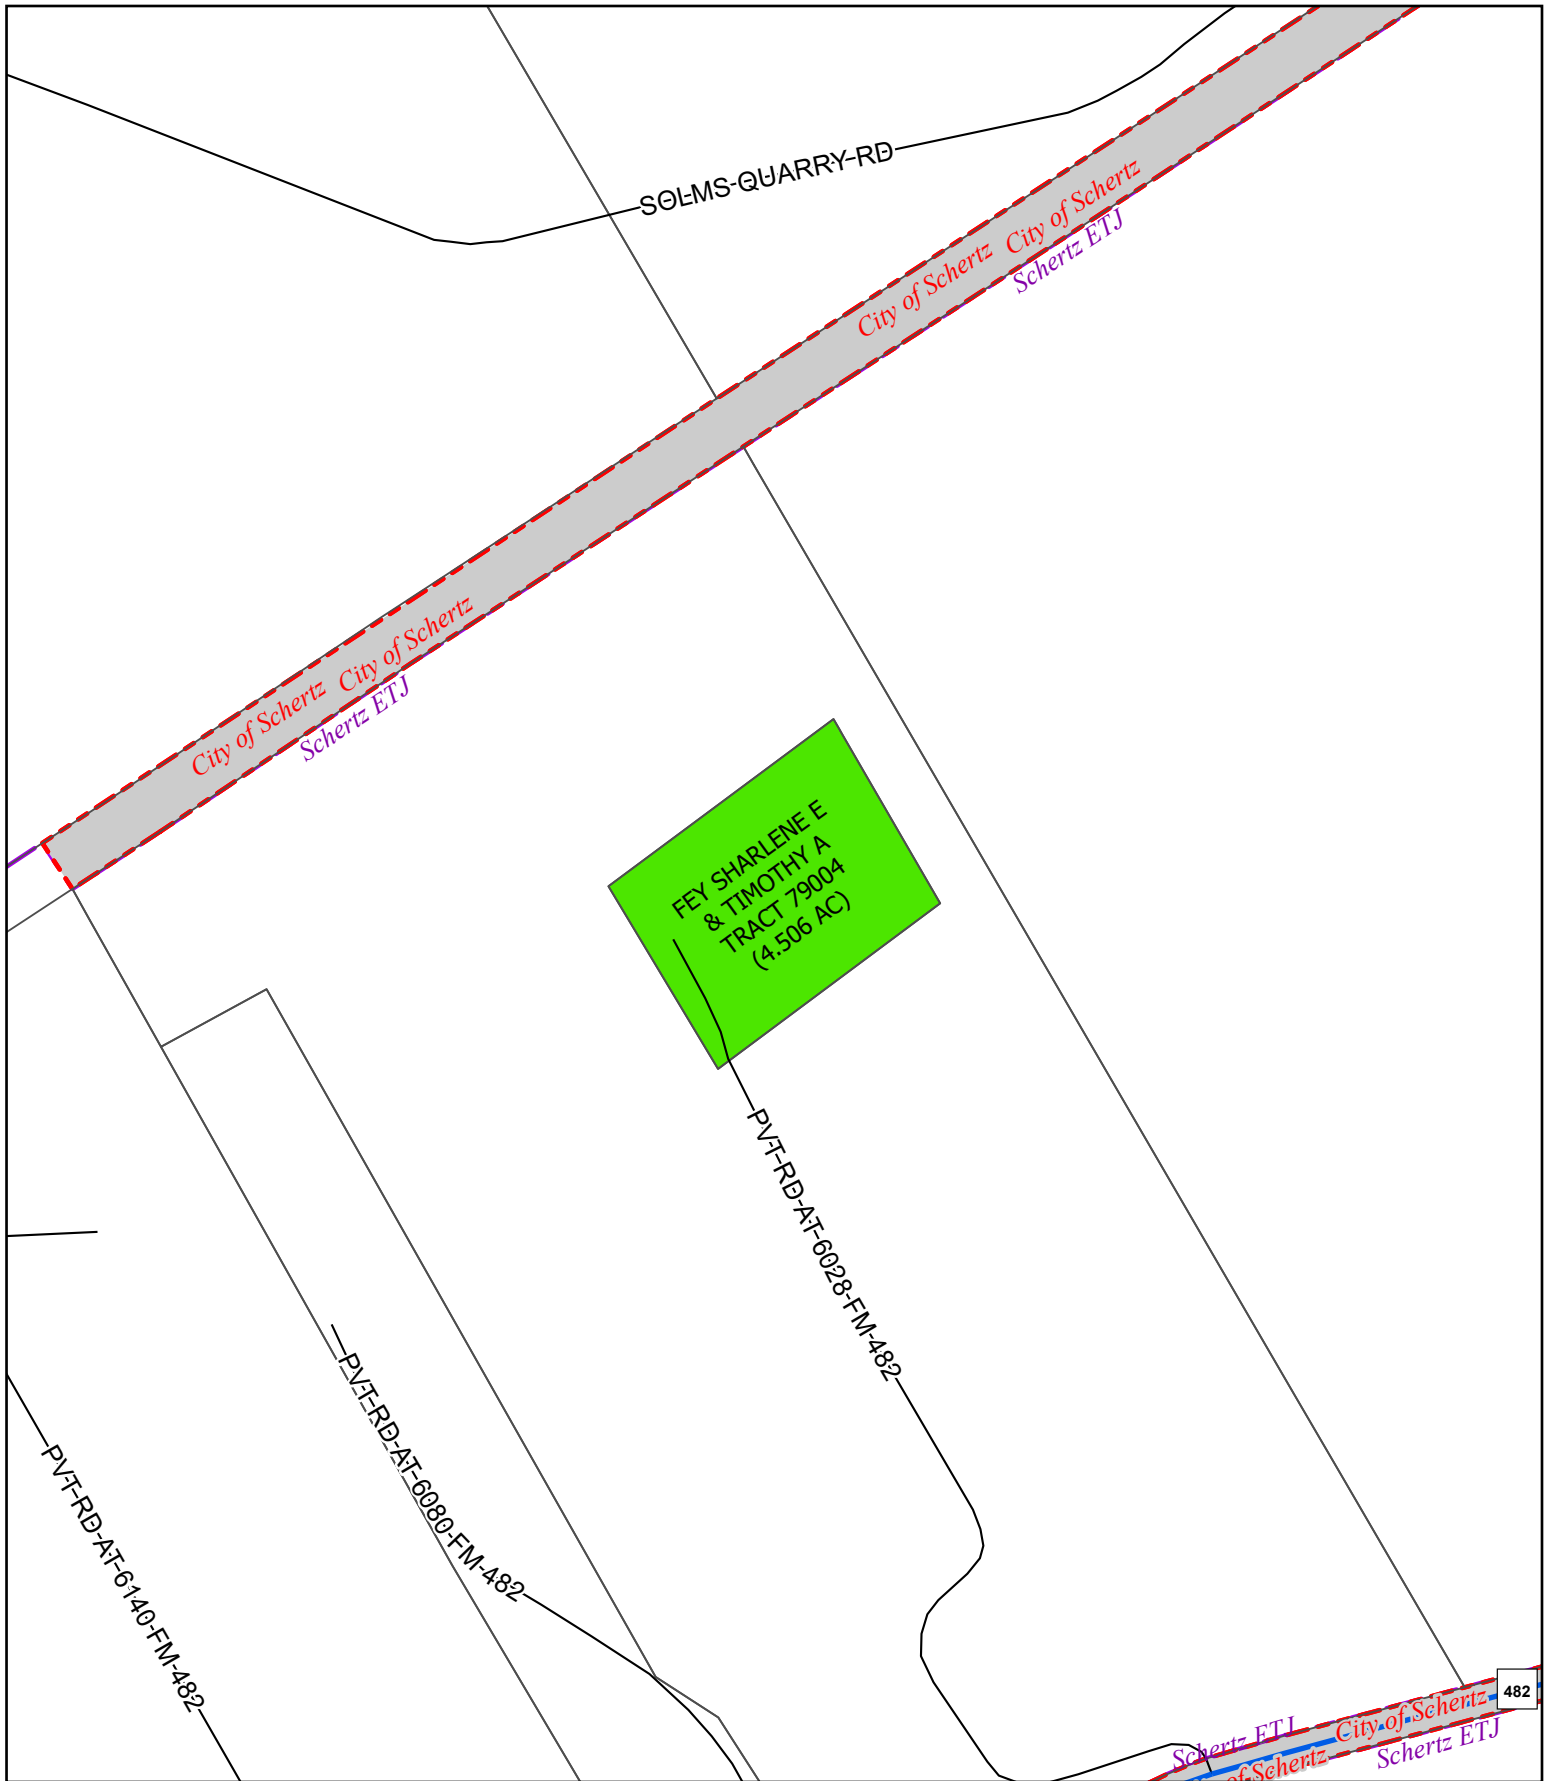 SOLMS-QUARRY-RD
City of Schertz
City of Schertz
Schertz ETJ
City of Schertz
City of Schertz
Schertz ETJ
FEY SHARLENE E
& TIMOTHY A
TRACT 79004
(4.506 AC)
PVT-RD-AT-6028-FM-482
PVT-RD-AT-6080-FM-482
PVT-RD-AT-6140-FM-482
482
City of Schertz
Schertz ETJ
Schertz ETJ
of Schertz